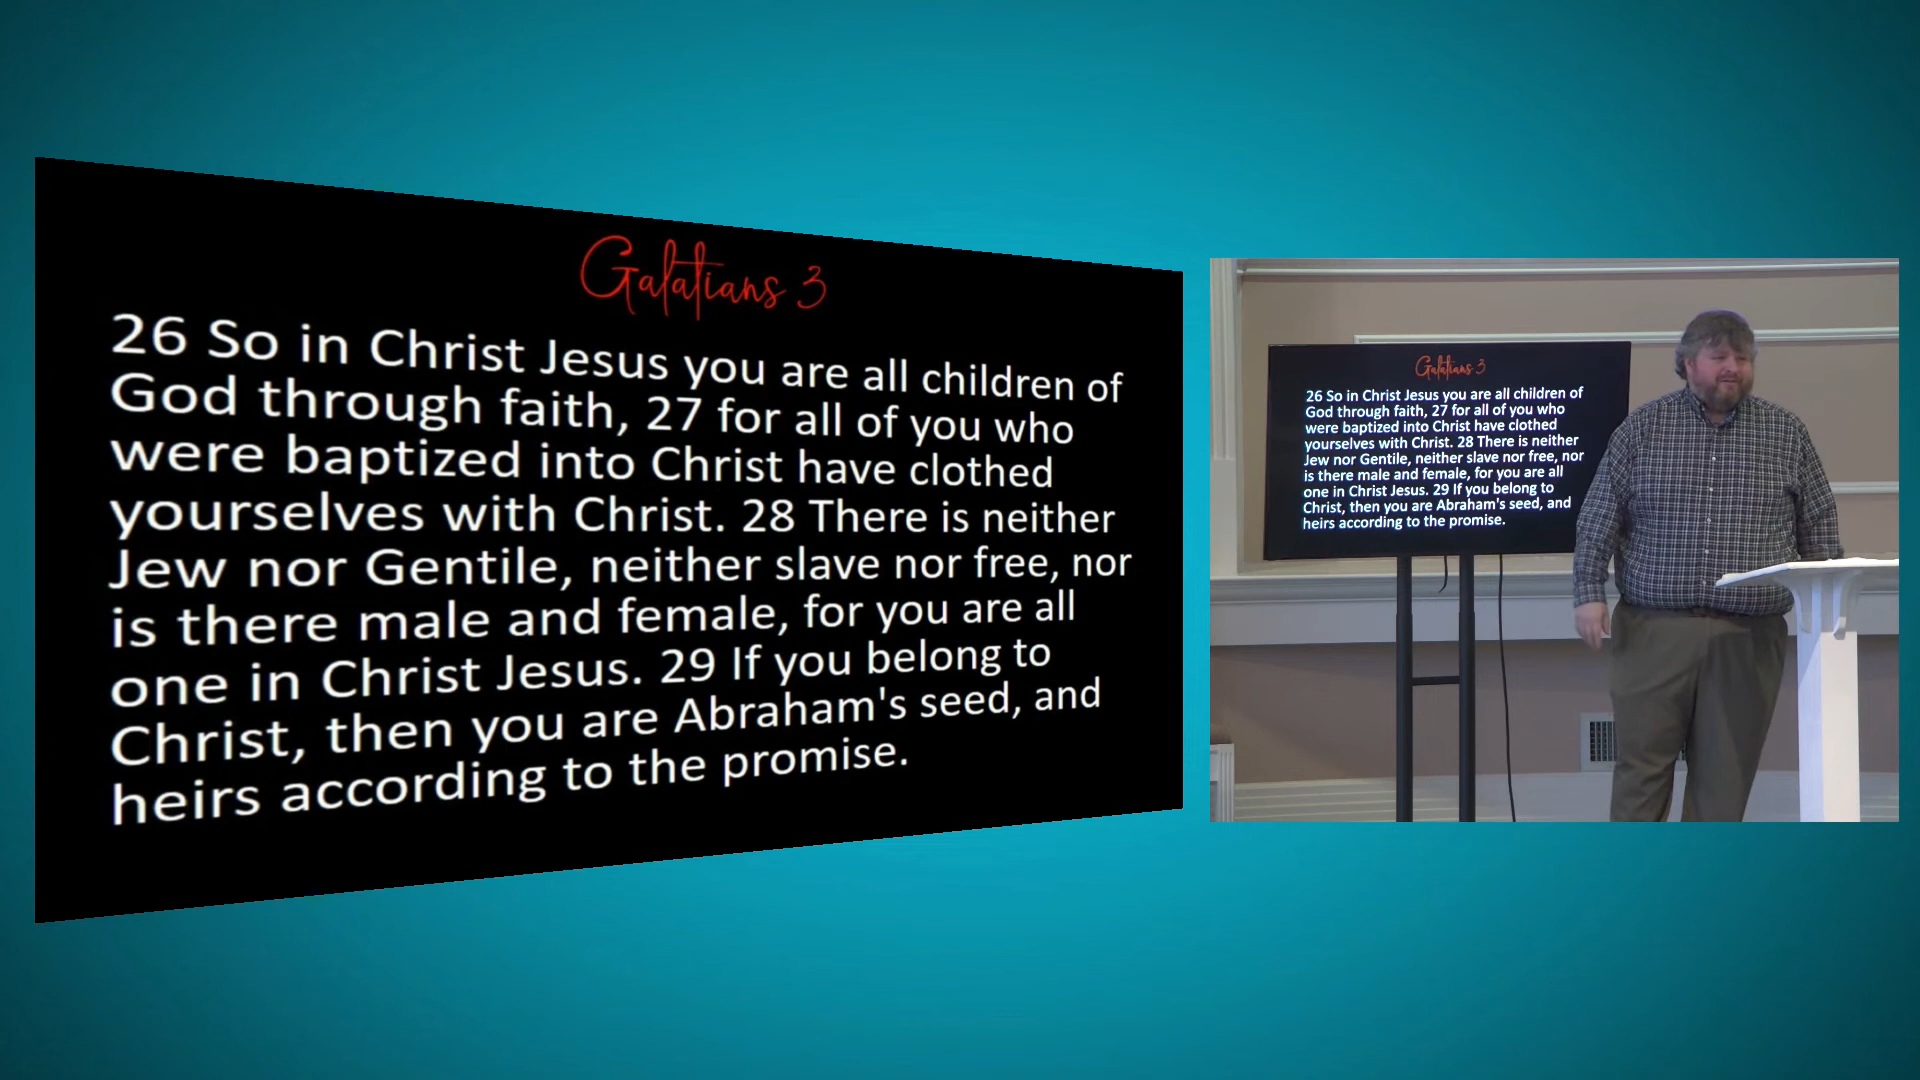 Galatians 3
26 So in Christ Jesus you are all children of
God through faith, 27 for all of you who
were baptized into Christ have clothed
yourselves with Christ. 28 There is neither
Jew nor Gentile, neither slave nor free, nor
is there male and female, for you are all
one in Christ Jesus. 29 If you belong to
Christ, then you are Abraham's seed, and
heirs according to the promise.
Galatians 3
26 So in Christ Jesus you are all children of
God through faith, 27 for all of you who
were baptized into Christ have clothed
yourselves with Christ. 28 There is neither
Jew nor Gentile, neither slave nor free, nor
is there male and female, for you are all
one in Christ Jesus. 29 If you belong to
Christ, then you are Abraham's seed, and
heirs according to the promise.